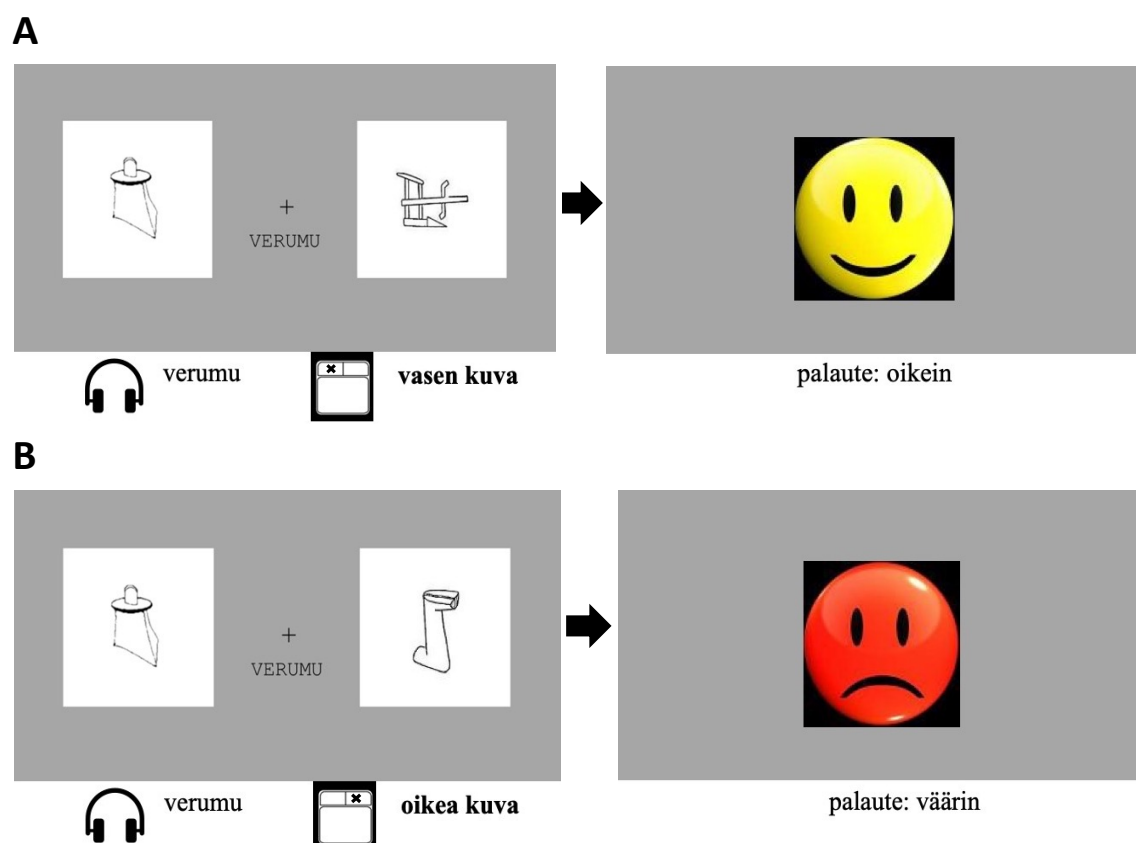 A
+
VERUMU
verumu
vasen kuva
palaute: oikein
B
+
VERUMU
verumu
oikea kuva
palaute: väärin